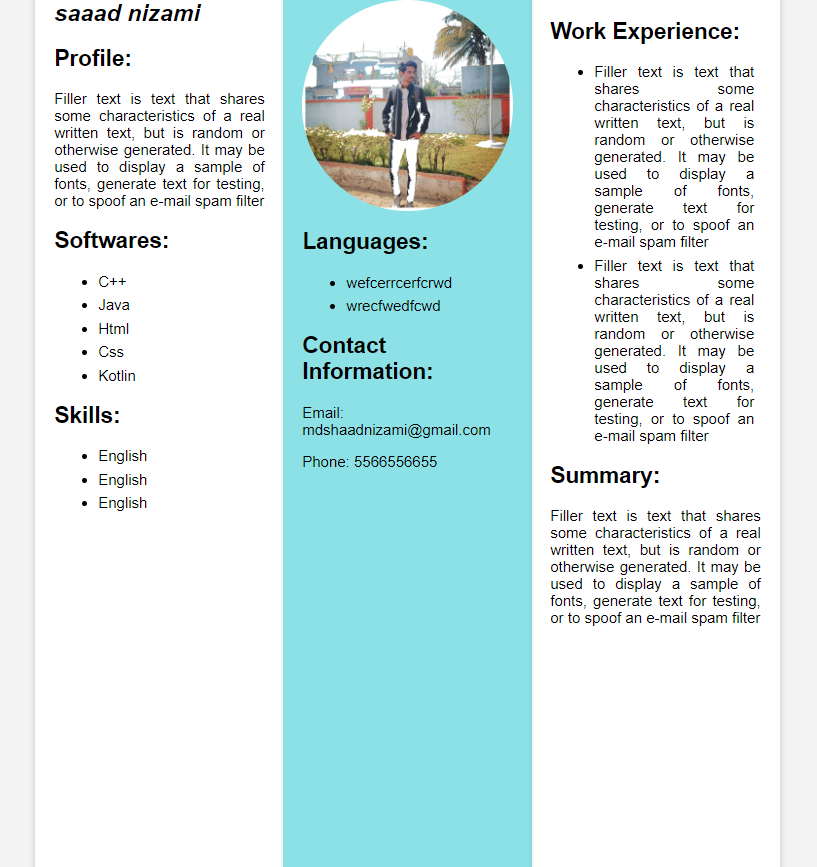 saaad nizami
Profile:
Filler text is text that shares
some characteristics of a real
written text, but is random or
otherwise generated. It may be
used to display a sample of
fonts, generate text for testing,
or to spoof an e-mail spam filter
Softwares:
C++
Java
Html
Css
Kotlin
Skills:
English
English
English
Languages:
wefcerrcerfcrwd
wrecfwedfcwd
Contact
Information:
Email:
mdshaadnizami@gmail.com
Phone: 5566556655
Work Experience:
Filler text is text that
shares some
characteristics of a real
written text, but is
random or otherwise
generated. It may be
used to display a
sample of fonts,
generate text for
testing, or to spoof an
e-mail spam filter
Filler text is text that
shares some
characteristics of a real
written text, but is
random or otherwise
generated. It may be
used to display a
sample of fonts,
generate text for
testing, or to spoof an
e-mail spam filter
Summary:
Filler text is text that shares
some characteristics of a real
written text, but is random or
otherwise generated. It may be
used to display a sample of
fonts, generate text for testing,
or to spoof an e-mail spam filter